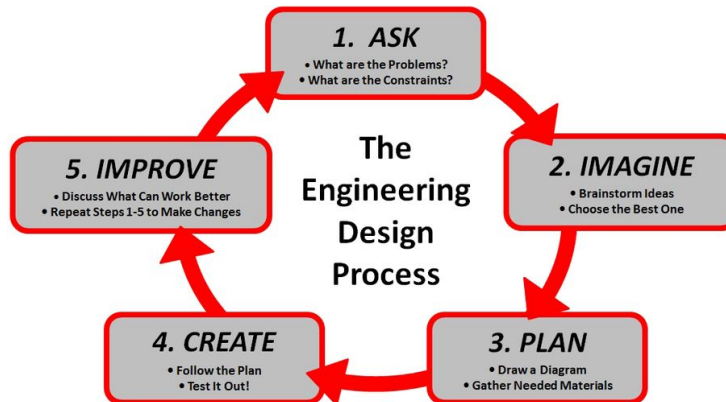 1. ASK
• What are the Problems?
• What are the Constraints?
The
Engineering
Design
Process
2. IMAGINE
• Brainstorm Ideas
• Choose the Best One
3. PLAN
• Draw a Diagram
• Gather Needed Materials
4. CREATE
• Follow the Plan
• Test It Out!
5. IMPROVE
• Discuss What Can Work Better
• Repeat Steps 1-5 to Make Changes